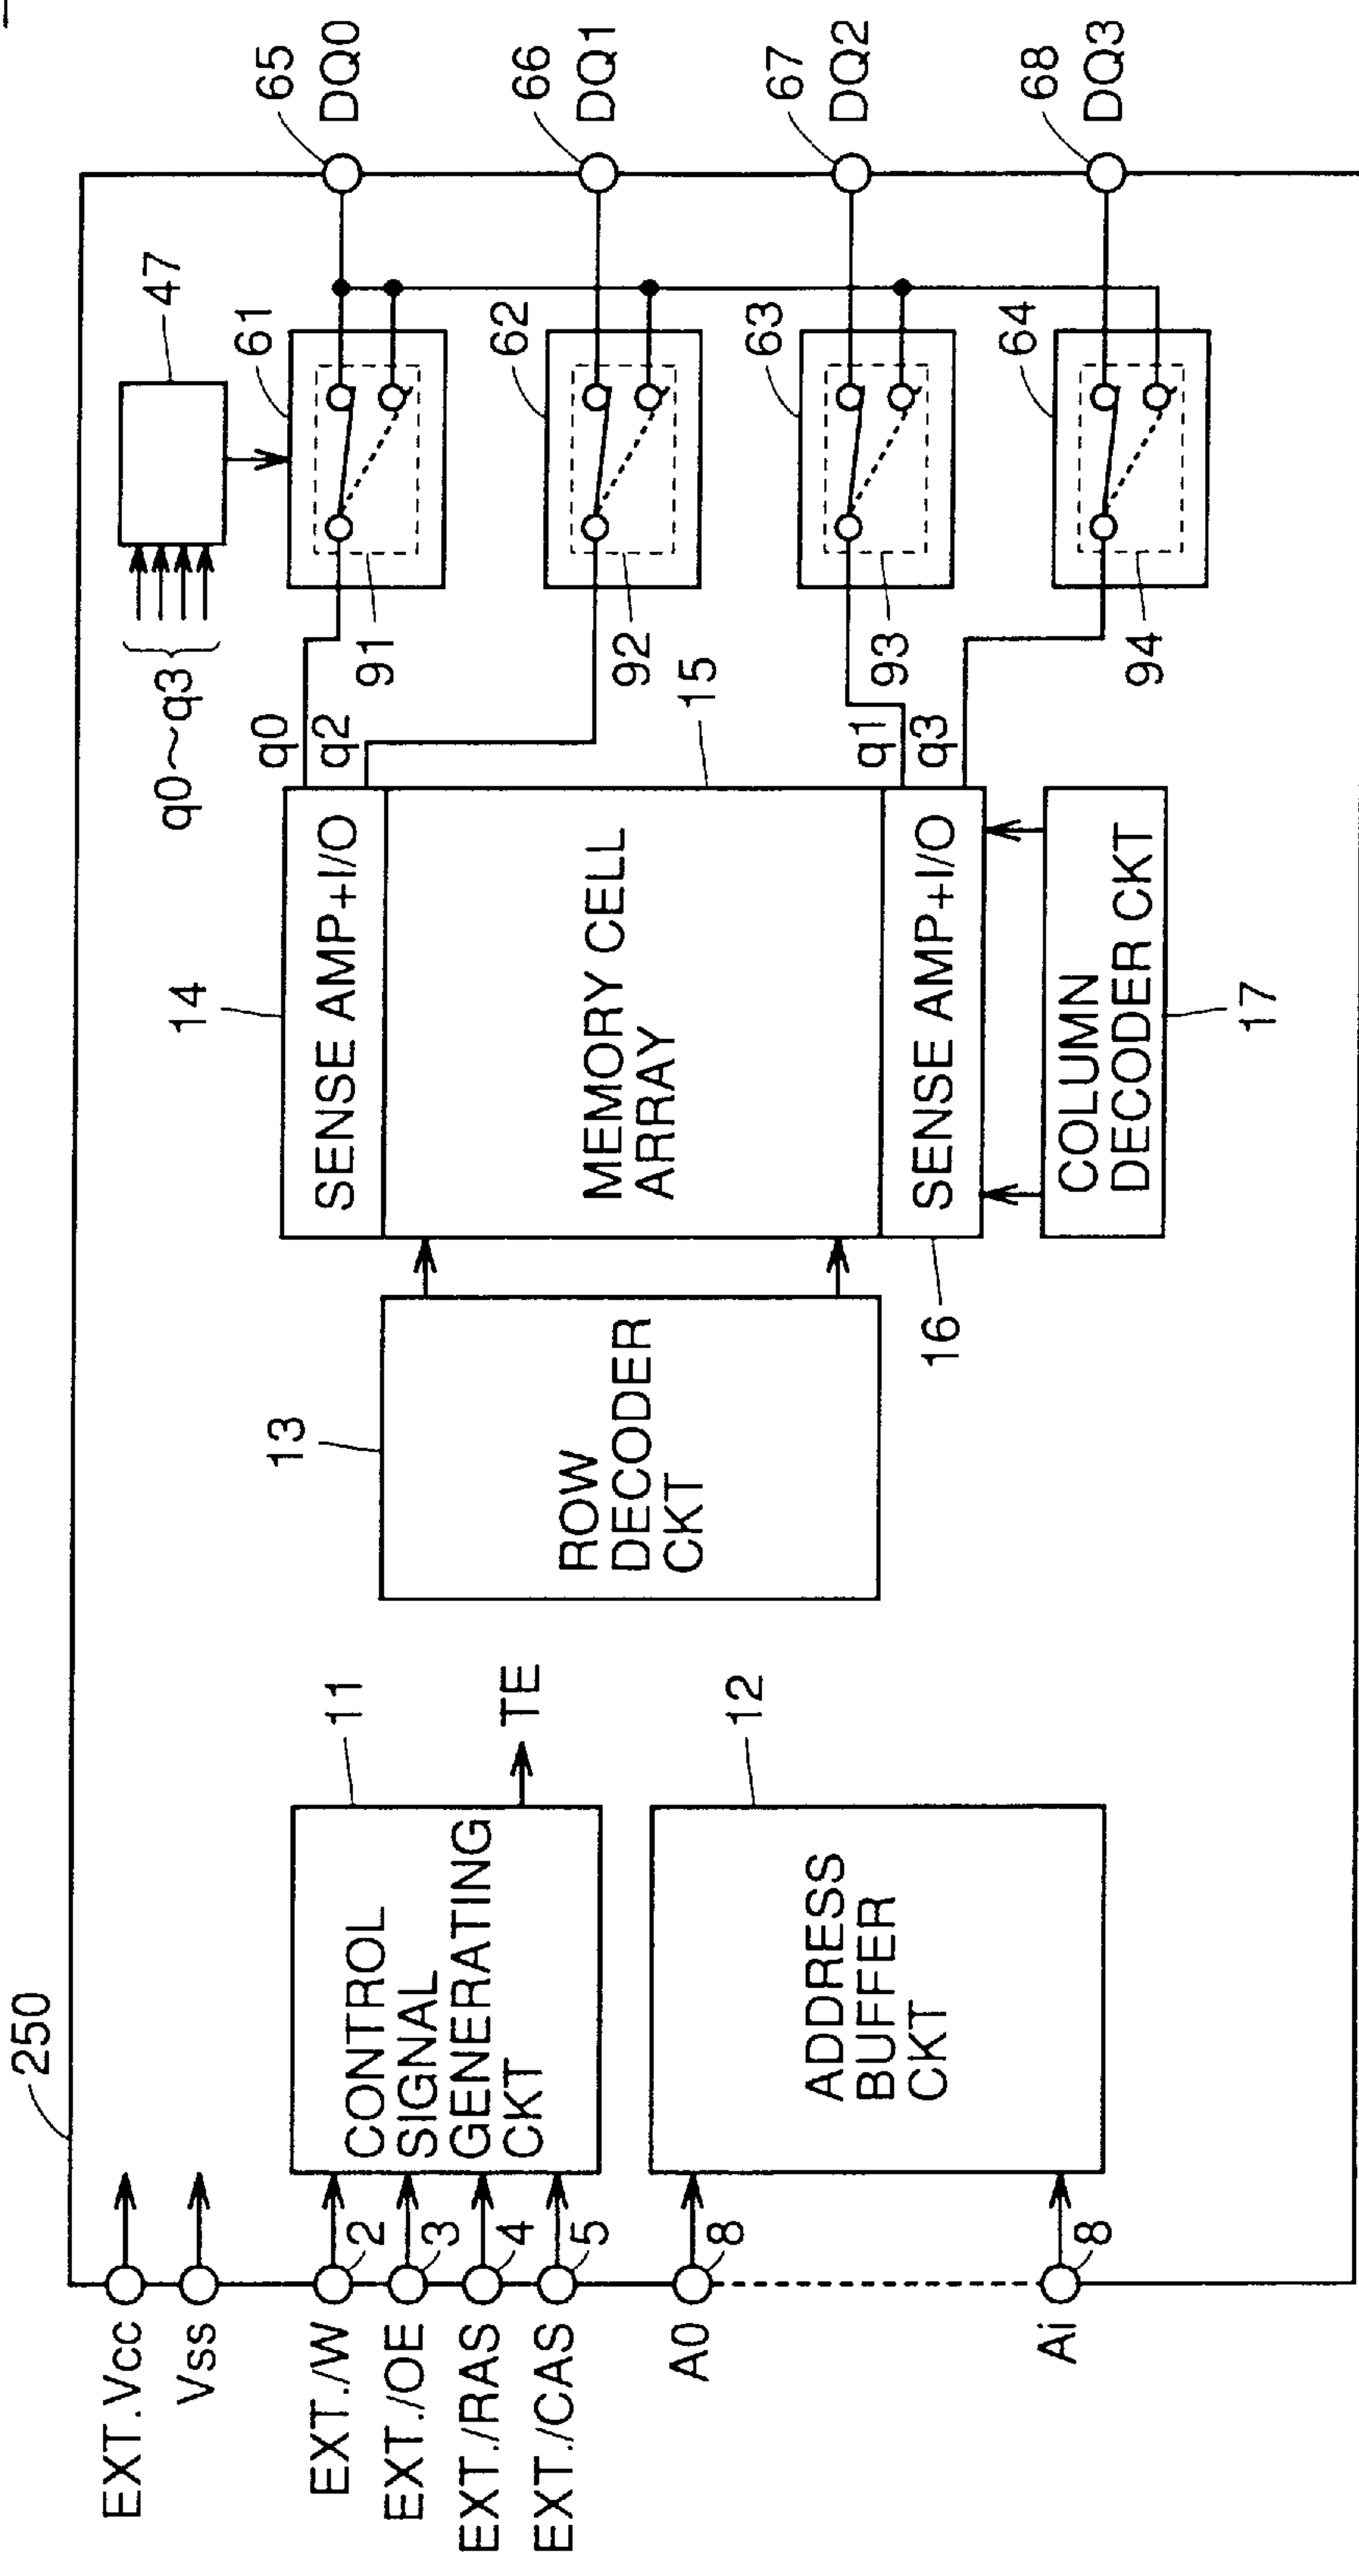 250
EXT.Vcc
Vss
EXT./W
EXT./OE
EXT./RAS
EXT./CAS
A0
Ai
2
3
4
5
8
8
CONTROL
SIGNAL
GENERATING
CKT
11
TE
ADDRESS
BUFFER
CKT
12
13
ROW
DECODER
CKT
14
SENSE AMP+I/O
MEMORY CELL
ARRAY
15
SENSE AMP+I/O
16
COLUMN
DECODER CKT
17
q0~q3
47
q0
q2
q1
q3
61
91
62
92
63
93
64
94
65
DQ0
66
DQ1
67
DQ2
68
DQ3